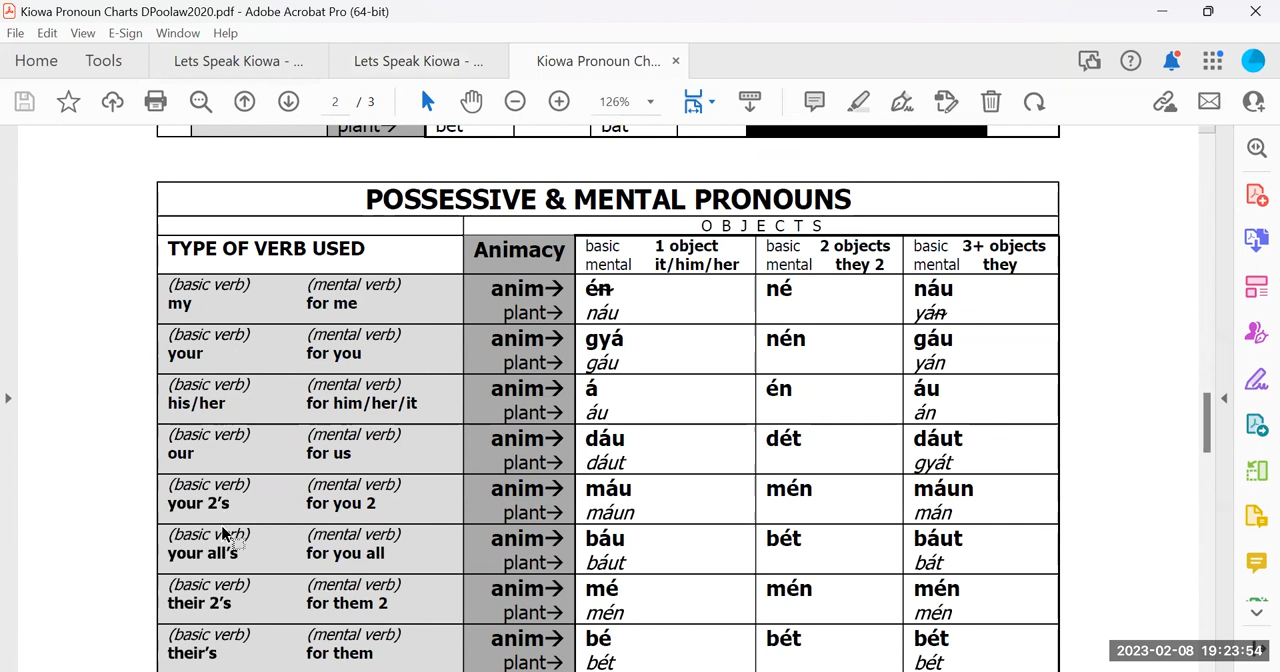 Kiowa Pronoun Charts DPoolaw2020.pdf - Adobe Acrobat Pro (64-bit)
File Edit View E-Sign Window Help
Home Tools Lets Speak Kiowa - ... Lets Speak Kiowa - ... Kiowa Pronoun Ch... ×
2 / 3 126%
plant→ bét bát
POSSESSIVE & MENTAL PRONOUNS
OBJECTS
TYPE OF VERB USED Animacy basic 1 object basic 2 objects basic 3+ objects
mental it/him/her mental they 2 mental they
(basic verb) (mental verb) anim→ én né náu
my for me plant→ náu yán
(basic verb) (mental verb) anim→ gyá nén gáu
your for you plant→ gáu yán
(basic verb) (mental verb) anim→ á én áu
his/her for him/her/it plant→ áu án
(basic verb) (mental verb) anim→ dáu dét dáut
our for us plant→ dáut gyát
(basic verb) (mental verb) anim→ máu mén máun
your 2's for you 2 plant→ máun mán
(basic verb) (mental verb) anim→ báu bét báut
your all's for you all plant→ báut bát
(basic verb) (mental verb) anim→ mé mén mén
their 2's for them 2 plant→ mén mén
(basic verb) (mental verb) anim→ bé bét bét
their's for them plant→ bét bét
2023-02-08 19:23:54